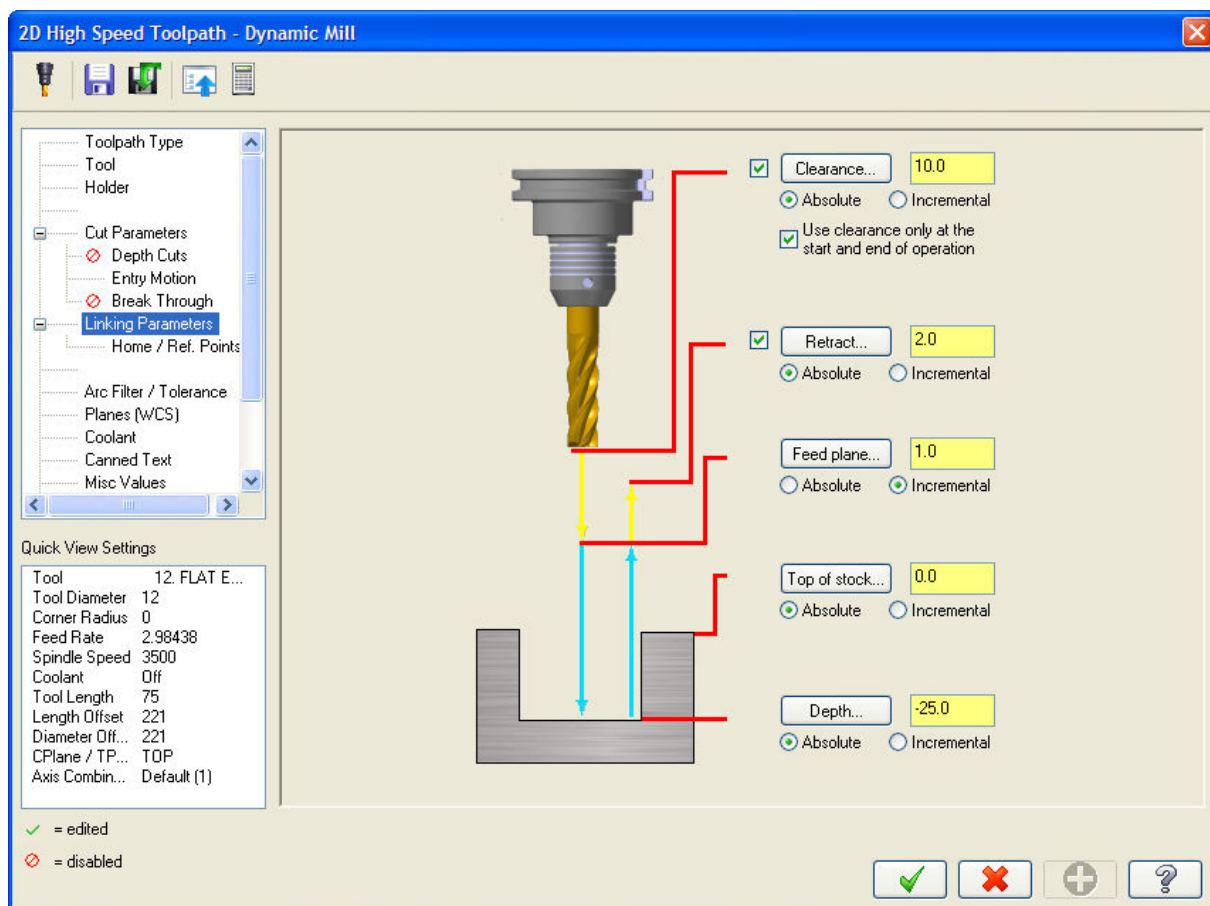 2D High Speed Toolpath - Dynamic Mill
Toolpath Type
Tool
Holder
Cut Parameters
Depth Cuts
Entry Motion
Break Through
Linking Parameters
Home / Ref. Points
Arc Filter / Tolerance
Planes (WCS)
Coolant
Canned Text
Misc Values
Quick View Settings
Tool 12. FLAT E...
Tool Diameter 12
Corner Radius 0
Feed Rate 2.98438
Spindle Speed 3500
Coolant Off
Tool Length 75
Length Offset 221
Diameter Off... 221
CPlane / TP... TOP
Axis Combin... Default (1)
= edited
= disabled
Clearance... 10.0
Absolute Incremental
Use clearance only at the
start and end of operation
Retract... 2.0
Absolute Incremental
Feed plane... 1.0
Absolute Incremental
Top of stock... 0.0
Absolute Incremental
Depth... -25.0
Absolute Incremental